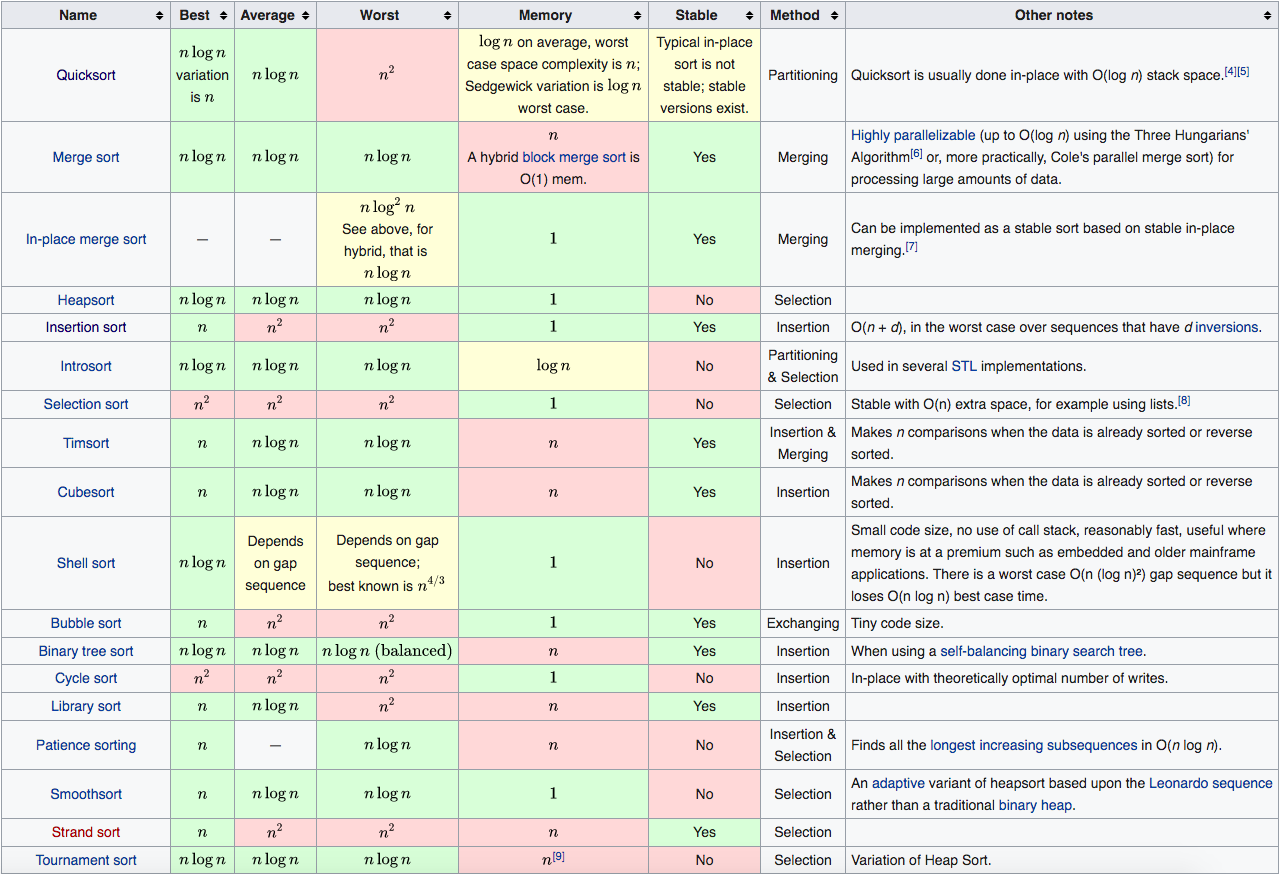 Name Best Average Worst Memory Stable Method Other notes
Quicksort
n log n
variation
is n
n log n
n²
log n on average, worst
case space complexity is n;
Sedgewick variation is log n
worst case.
Typical in-place
sort is not
stable; stable
versions exist.
Partitioning
Quicksort is usually done in-place with O(log n) stack space.[4][5]
Merge sort
n log n
n log n
n log n
n
A hybrid block merge sort is
O(1) mem.
Yes
Merging
Highly parallelizable (up to O(log n) using the Three Hungarians'
Algorithm[6] or, more practically, Cole's parallel merge sort) for
processing large amounts of data.
In-place merge sort
—
—
n log² n
See above, for
hybrid, that is
n log n
1
Yes
Merging
Can be implemented as a stable sort based on stable in-place
merging.[7]
Heapsort n log n n log n n log n 1 No Selection
Insertion sort n n² n² 1 Yes Insertion O(n + d), in the worst case over sequences that have d inversions.
Introsort n log n n log n n log n log n No
Partitioning
& Selection
Used in several STL implementations.
Selection sort n² n² n² 1 No Selection Stable with O(n) extra space, for example using lists.[8]
Timsort n n log n n log n n Yes
Insertion &
Merging
Makes n comparisons when the data is already sorted or reverse
sorted.
Cubesort n n log n n log n n Yes Insertion
Makes n comparisons when the data is already sorted or reverse
sorted.
Shell sort
n log n
Depends
on gap
sequence
Depends on gap
sequence;
best known is n^4/3
1
No
Insertion
Small code size, no use of call stack, reasonably fast, useful where
memory is at a premium such as embedded and older mainframe
applications. There is a worst case O(n (log n)²) gap sequence but it
loses O(n log n) best case time.
Bubble sort n n² n² 1 Yes Exchanging Tiny code size.
Binary tree sort n log n n log n n log n (balanced) n Yes Insertion When using a self-balancing binary search tree.
Cycle sort n² n² n² 1 No Insertion In-place with theoretically optimal number of writes.
Library sort n n log n n² n Yes Insertion
Patience sorting n — n log n n No
Insertion &
Selection
Finds all the longest increasing subsequences in O(n log n).
Smoothsort n n log n n log n 1 No Selection
An adaptive variant of heapsort based upon the Leonardo sequence
rather than a traditional binary heap.
Strand sort n n² n² n Yes Selection
Tournament sort n log n n log n n log n n[9] No Selection Variation of Heap Sort.